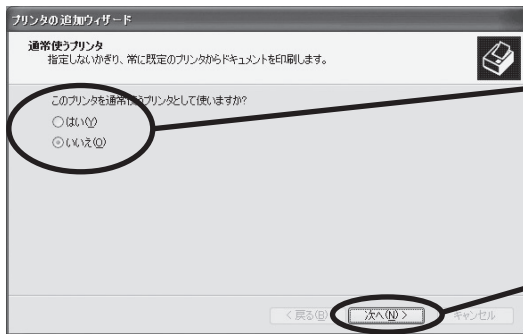 プリンタの追加ウィザード
通常使うプリンタ
指定しないかぎり、常に既定のプリンタからドキュメントを印刷します。
このプリンタを通常使うプリンタとして使いますか?
はい(Y)
いいえ(O)
< 戻る(B) 次へ(N) > キャンセル